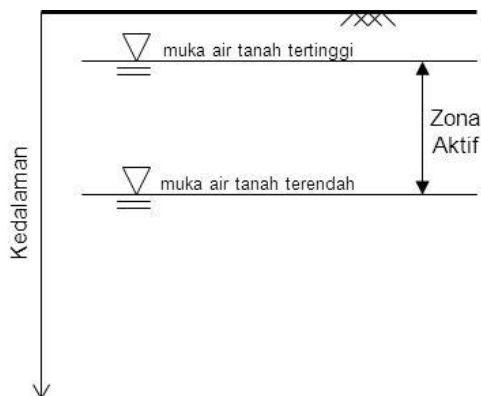 muka air tanah tertinggi
Zona
Aktif
muka air tanah terendah
Kedalaman